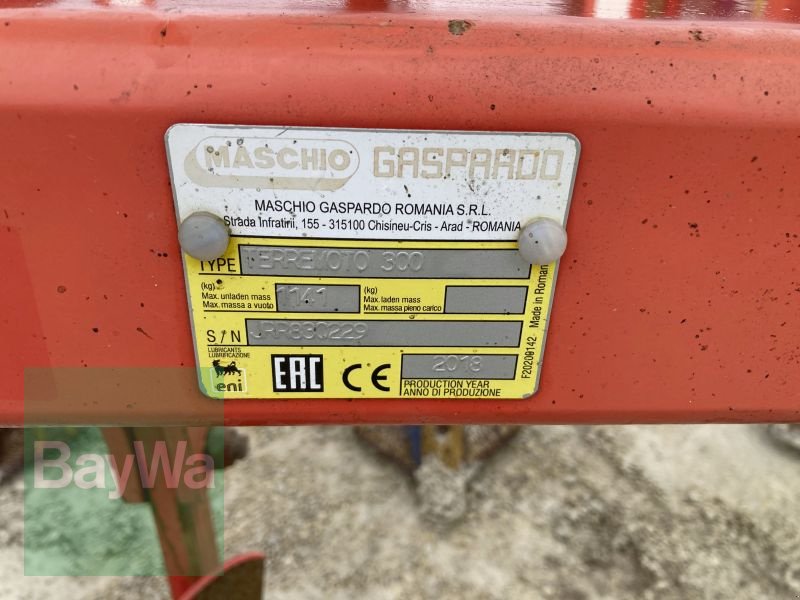 MASCHIO GASPARDO
MASCHIO GASPARDO ROMANIA S.R.L.
Strada Infratirii, 155 - 315100 Chisineu-Cris - Arad - ROMANIA
TYPE TERREMOTO 300
(kg)
Max. unladen mass
Max. massa a vuoto
1141
(kg)
Max. laden mass
Max. massa pieno carico
S/N
LUBRICANTS
LUBRIFICAZIONE
eni
EAC CE
2018
PRODUCTION YEAR
ANNO DI PRODUZIONE
F20200142 Made in Romania
BayWa